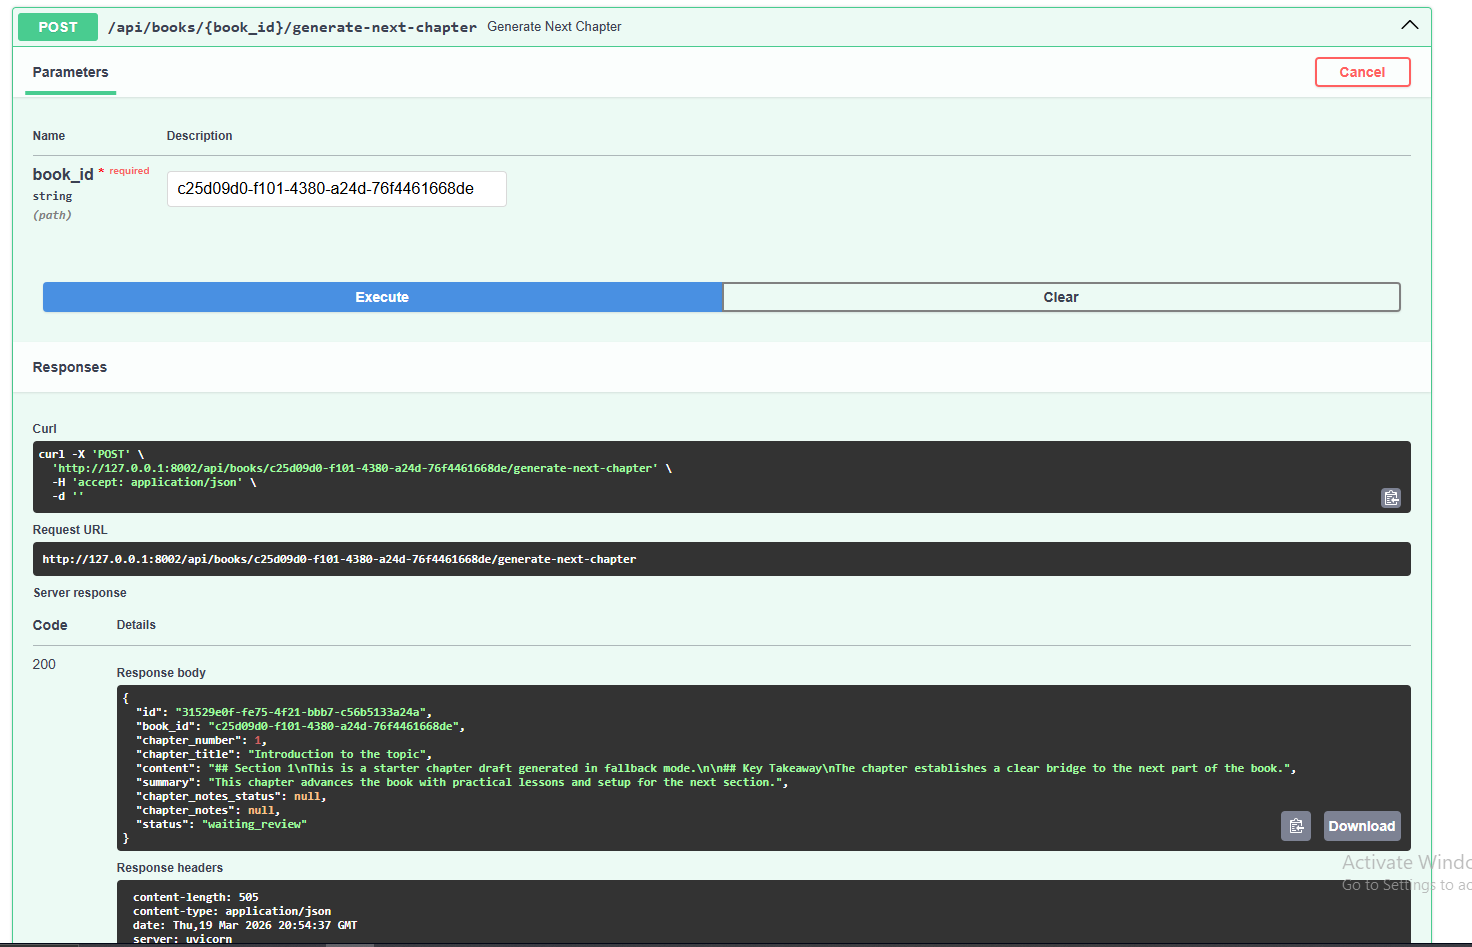 POST /api/books/{book_id}/generate-next-chapter Generate Next Chapter
Parameters
Cancel
Name Description
book_id * required
string
(path)
c25d09d0-f101-4380-a24d-76f4461668de
Execute Clear
Responses
Curl
curl -X 'POST' \
'http://127.0.0.1:8002/api/books/c25d09d0-f101-4380-a24d-76f4461668de/generate-next-chapter' \
-H 'accept: application/json' \
-d ''
Request URL
http://127.0.0.1:8002/api/books/c25d09d0-f101-4380-a24d-76f4461668de/generate-next-chapter
Server response
Code Details
200
Response body
{
"id": "31529e0f-fe75-4f21-bbb7-c56b5133a24a",
"book_id": "c25d09d0-f101-4380-a24d-76f4461668de",
"chapter_number": 1,
"chapter_title": "Introduction to the topic",
"content": "## Section 1\nThis is a starter chapter draft generated in fallback mode.\n\n## Key Takeaway\nThe chapter establishes a clear bridge to the next part of the book.",
"summary": "This chapter advances the book with practical lessons and setup for the next section.",
"chapter_notes_status": null,
"chapter_notes": null,
"status": "waiting_review"
}
Download
Response headers
content-length: 505
content-type: application/json
date: Thu,19 Mar 2026 20:54:37 GMT
server: uvicorn
Activate Windo
Go to Settings to ac